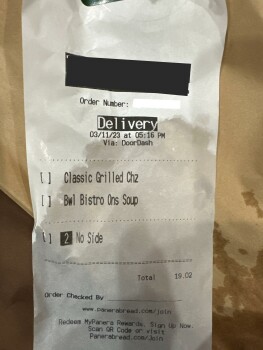 Order Number:
Delivery
03/11/23 at 05:16 PM
Via: DoorDash
[ ] Classic Grilled Chz
[ ] Bwl Bistro Ons Soup
[ ] 2 No Side
Total 19.02
Order Checked By
www.panerabread.com/join
Redeem MyPanera Rewards, Sign Up Now.
Scan QR Code or visit
Panerabread.com/join